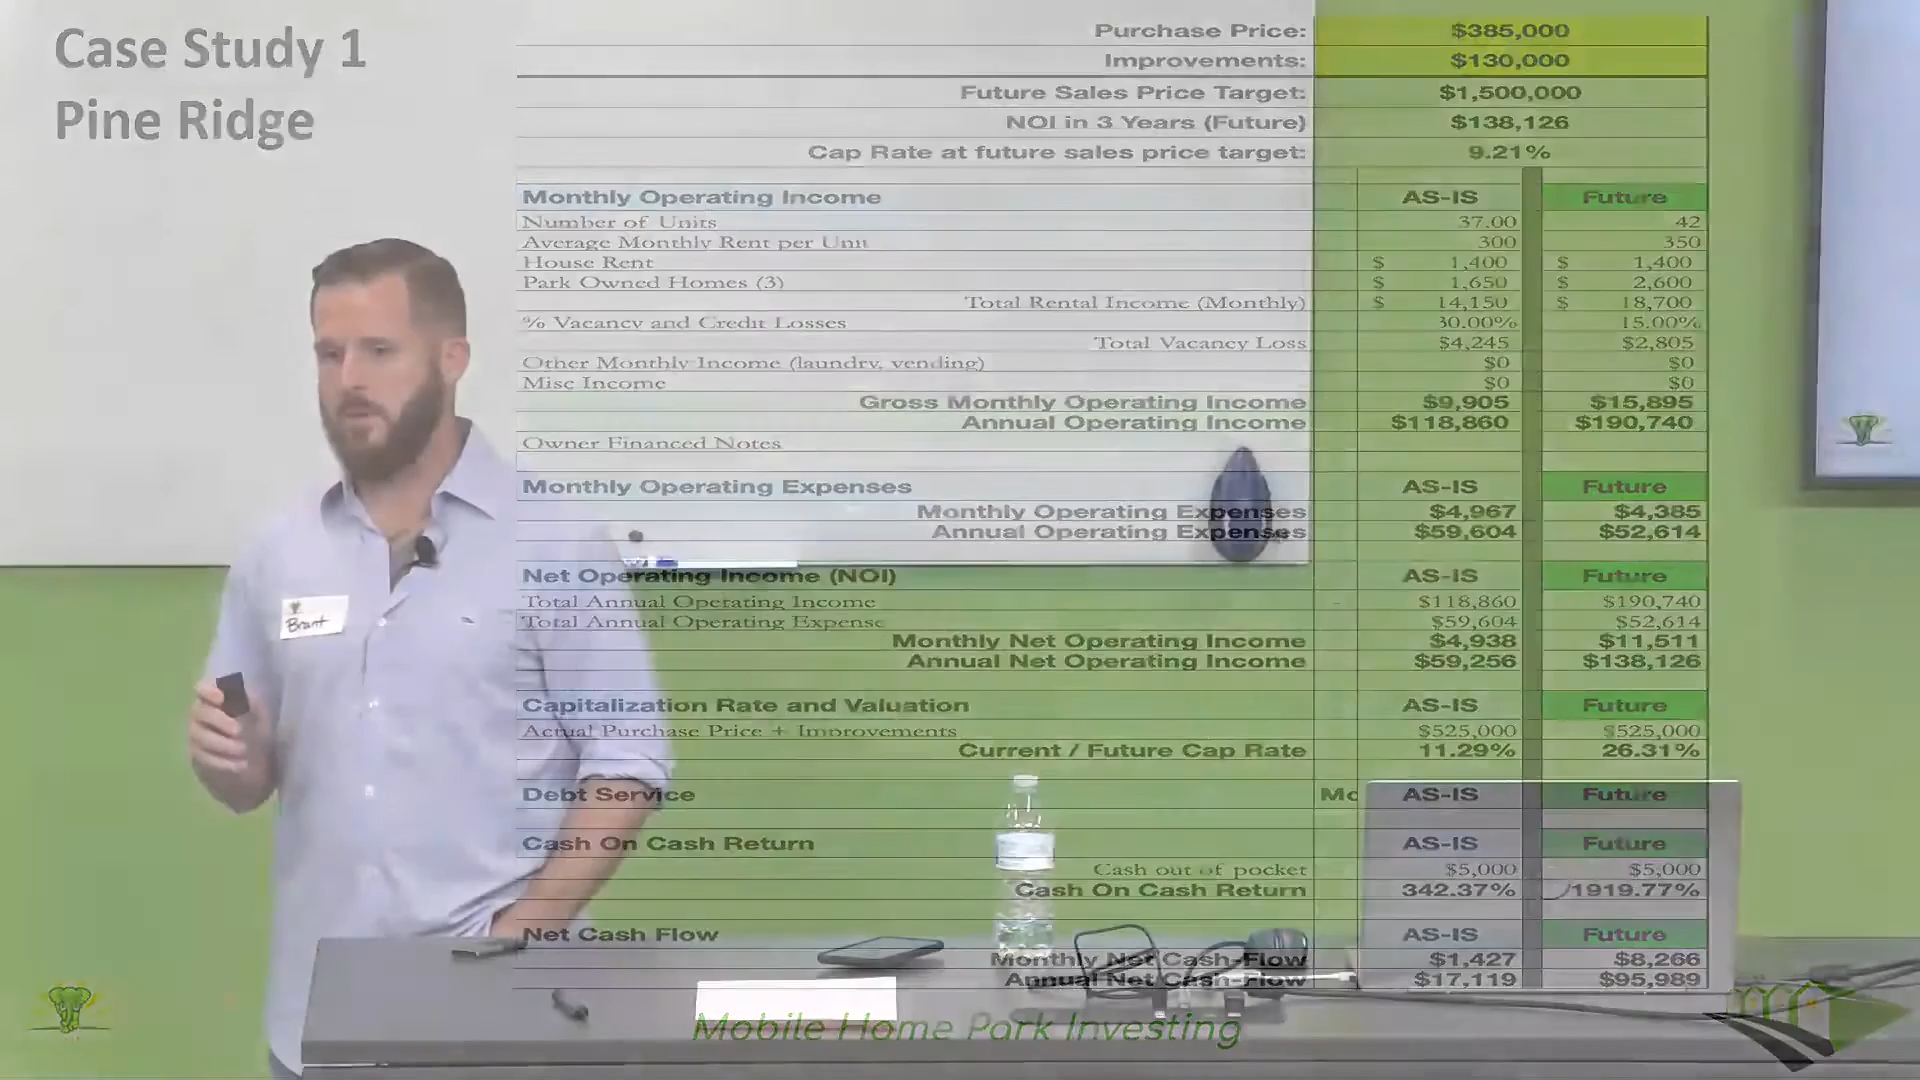 Case Study 1
Pine Ridge
Purchase Price: $385,000
Improvements: $130,000
Future Sales Price Target: $1,500,000
NOI in 3 Years (Future) $138,126
Cap Rate at future sales price target: 9.21%
Monthly Operating Income AS-IS Future
Number of Units 37.00 42
Average Monthly Rent per Unit 300 350
House Rent $ 1,400 $ 1,400
Park Owned Homes (3) $ 1,650 $ 2,600
Total Rental Income (Monthly) $ 14,150 $ 18,700
% Vacancy and Credit Losses 30.00% 15.00%
Total Vacancy Loss $4,245 $2,805
Other Monthly Income (laundry, vending) $0 $0
Misc Income $0 $0
Gross Monthly Operating Income $9,905 $15,895
Annual Operating Income $118,860 $190,740
Owner Financed Notes
Monthly Operating Expenses AS-IS Future
Monthly Operating Expenses $4,967 $4,385
Annual Operating Expenses $59,604 $52,614
Net Operating Income (NOI) AS-IS Future
Total Annual Operating Income - $118,860 $190,740
Total Annual Operating Expense $59,604 $52,614
Monthly Net Operating Income $4,938 $11,511
Annual Net Operating Income $59,256 $138,126
Capitalization Rate and Valuation AS-IS Future
Actual Purchase Price + Improvements $525,000 $525,000
Current / Future Cap Rate 11.29% 26.31%
Debt Service Mo AS-IS Future
Cash On Cash Return AS-IS Future
Cash out of pocket $5,000 $5,000
Cash On Cash Return 342.37% 1919.77%
Net Cash Flow AS-IS Future
Monthly Net Cash-Flow $1,427 $8,266
Annual Net Cash-Flow $17,119 $95,989
Brant
Mobile Home Park Investing